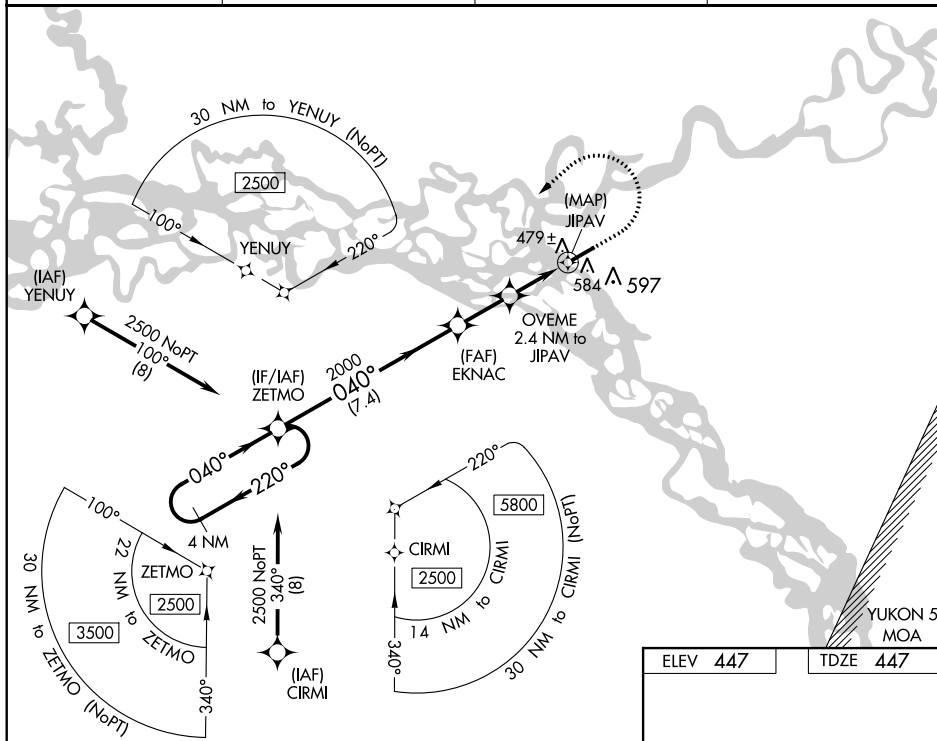 30 NM to YENUY (NoPT)
2500
100°
220°
YENUY
(MAP)
JIPAV
479±
584
597
(IAF)
YENUY
2500 NoPT
100°
(8)
OVEME
2.4 NM to
JIPAV
(FAF)
EKNAC
2000
040°
(7.4)
(IF/IAF)
ZETMO
040°
220°
4 NM
100°
ZETMO
22 NM to ZETMO
2500
3500
30 NM to ZETMO (NoPT)
340°
2500 NoPT
340°
(8)
(IAF)
CIRMI
220°
5800
CIRMI
2500
14 NM to CIRMI
30 NM to CIRMI (NoPT)
340°
YUKON 5
MOA
ELEV 447
TDZE 447